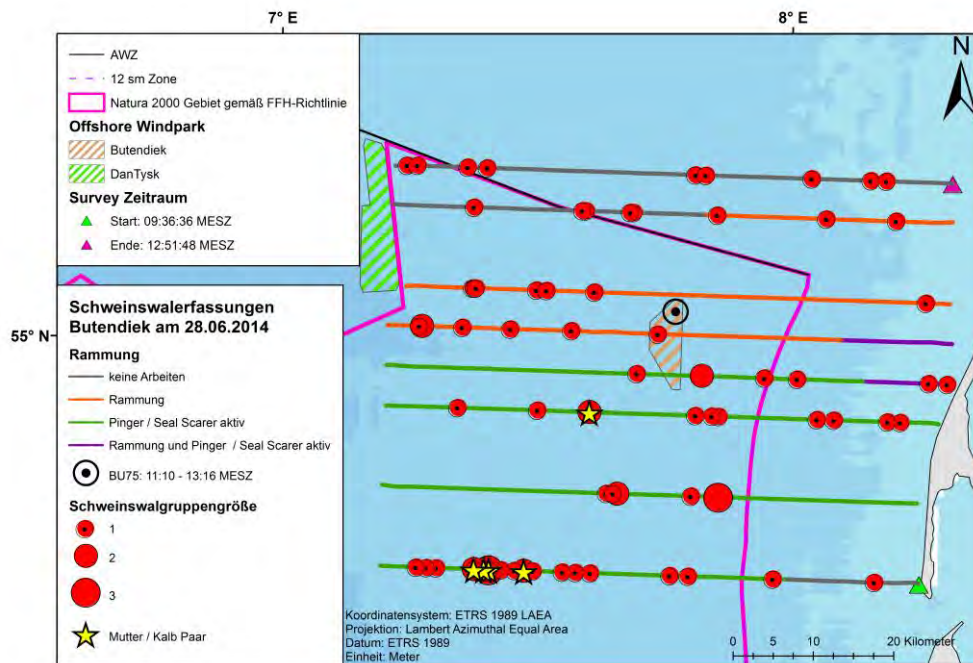 7° E
8° E
55° N
N
AWZ
12 sm Zone
Natura 2000 Gebiet gemäß FFH-Richtlinie
Offshore Windpark
Butendiek
DanTysk
Survey Zeitraum
Start: 09:36:36 MESZ
Ende: 12:51:48 MESZ
Schweinswalerfassungen
Butendiek am 28.06.2014
Rammung
keine Arbeiten
Rammung
Pinger / Seal Scarer aktiv
Rammung und Pinger / Seal Scarer aktiv
BU75: 11:10 - 13:16 MESZ
Schweinswalgruppengröße
1
2
3
Mutter / Kalb Paar
Koordinatensystem: ETRS 1989 LAEA
Projektion: Lambert Azimuthal Equal Area
Datum: ETRS 1989
Einheit: Meter
0 5 10 20 Kilometer